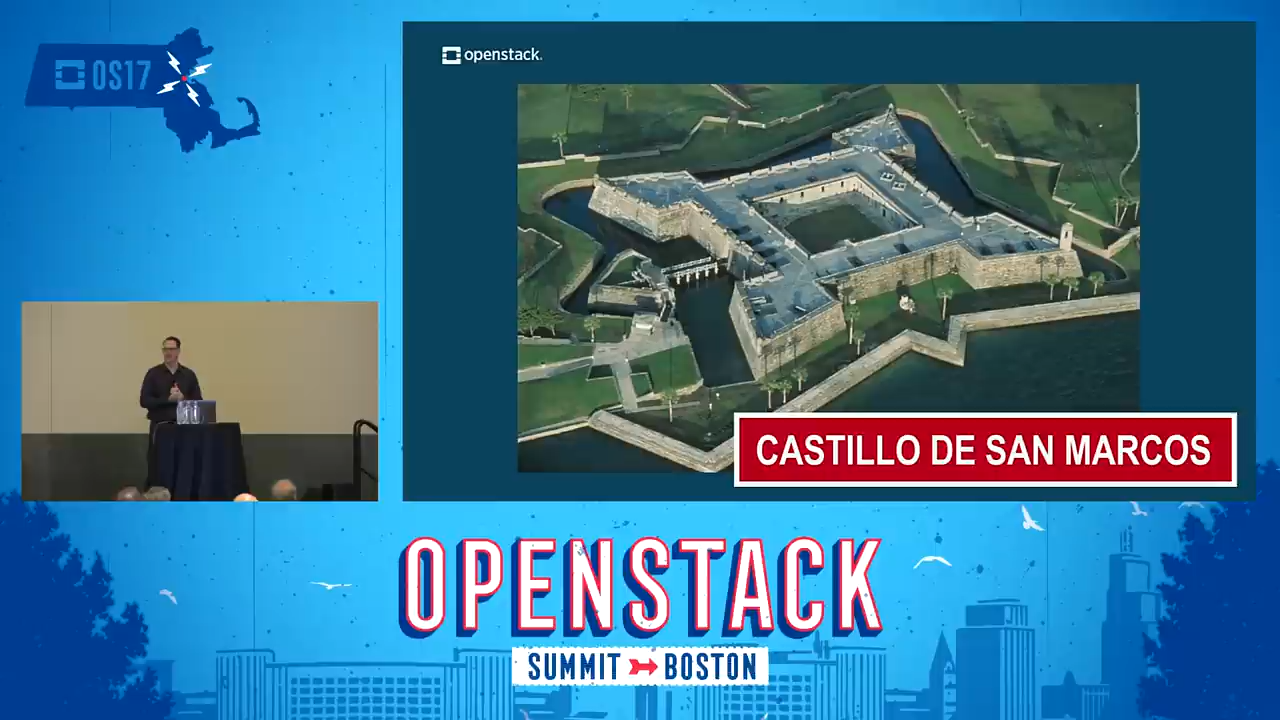 OS17
openstack.
CASTILLO DE SAN MARCOS
OPENSTACK
SUMMIT BOSTON